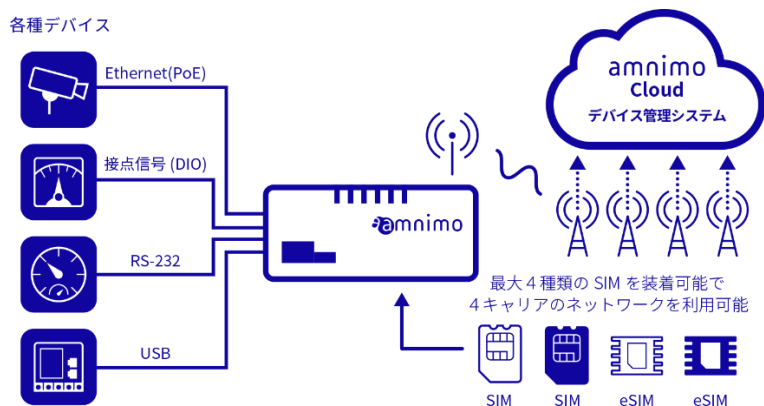 各種デバイス
Ethernet(PoE)
接点信号 (DIO)
RS-232
USB
amnimo
amnimo
Cloud
デバイス管理システム
最大４種類の SIM を装着可能で
４キャリアのネットワークを利用可能
SIM
SIM
eSIM
eSIM